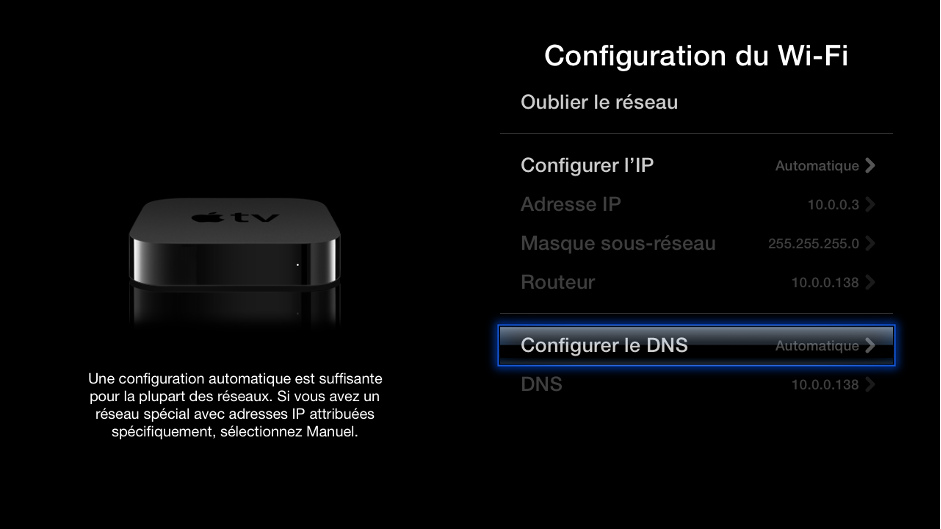 Configuration du Wi-Fi
Oublier le réseau
Configurer l’IP Automatique
Adresse IP 10.0.0.3
Masque sous-réseau 255.255.255.0
Routeur 10.0.0.138
Configurer le DNS Automatique
DNS 10.0.0.138
tv
Une configuration automatique est suffisante
pour la plupart des réseaux. Si vous avez un
réseau spécial avec adresses IP attribuées
spécifiquement, sélectionnez Manuel.